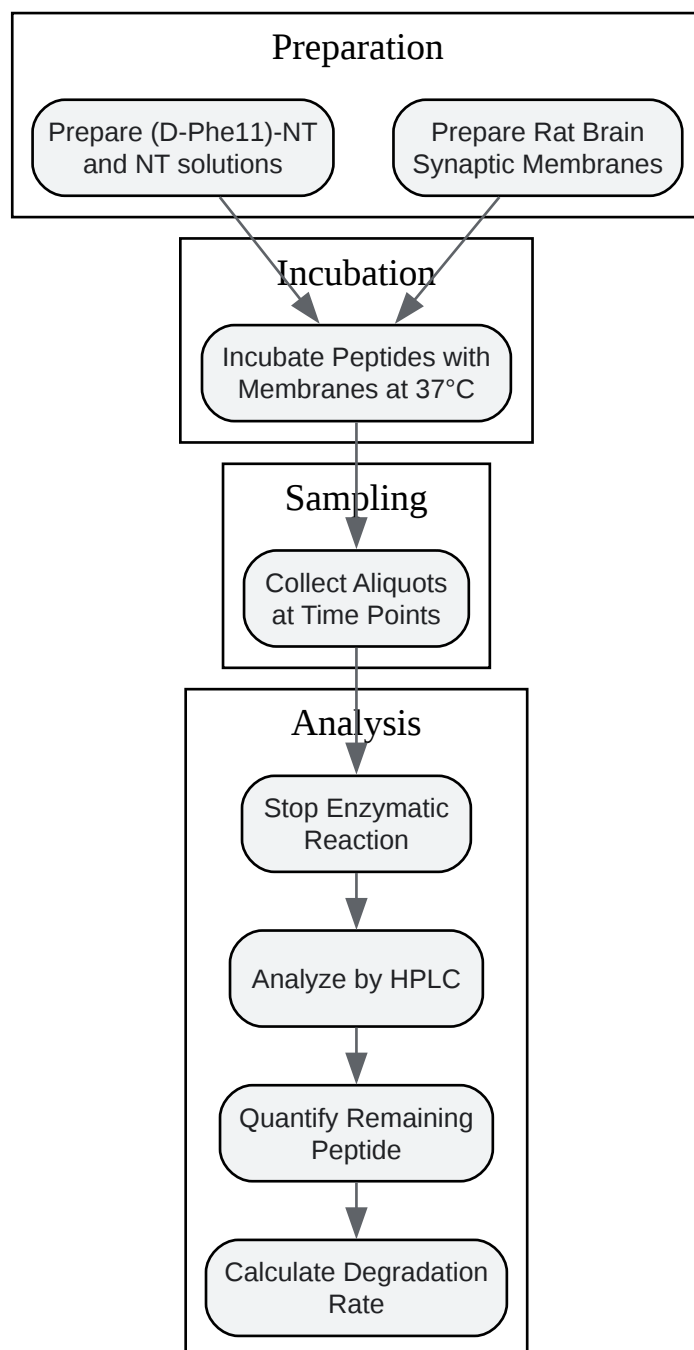 Preparation
Prepare (D-Phe11)-NT
and NT solutions
Prepare Rat Brain
Synaptic Membranes
Incubation
Incubate Peptides with
Membranes at 37°C
Sampling
Collect Aliquots
at Time Points
Analysis
Stop Enzymatic
Reaction
Analyze by HPLC
Quantify Remaining
Peptide
Calculate Degradation
Rate